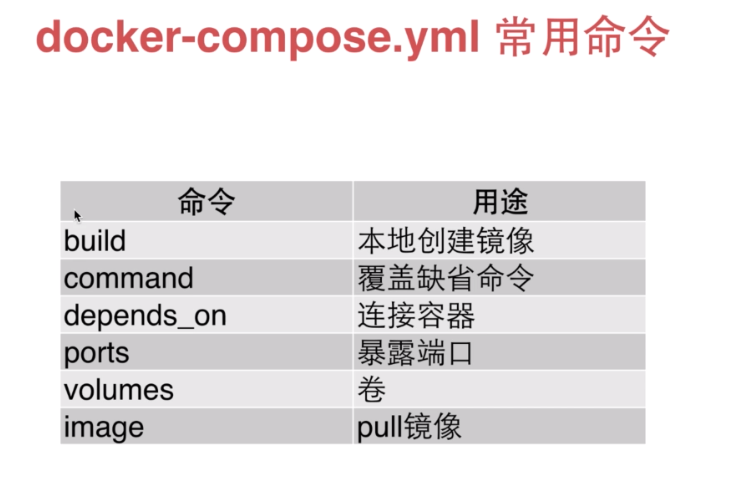 docker-compose.yml 常用命令
命令 用途
build 本地创建镜像
command 覆盖缺省命令
depends_on 连接容器
ports 暴露端口
volumes 卷
image pull镜像